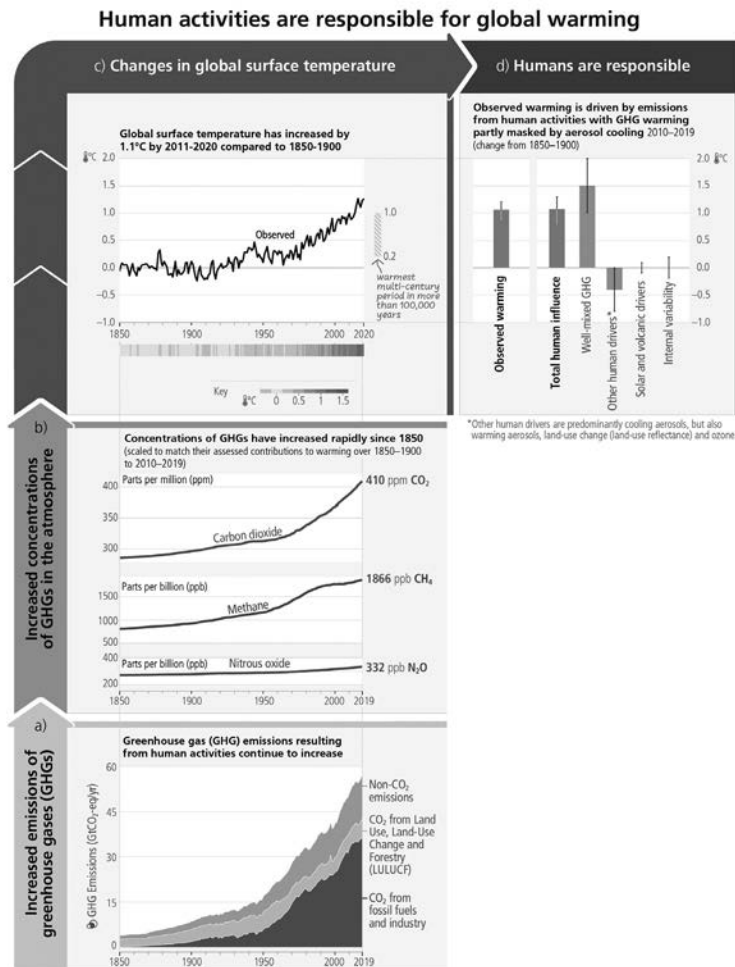 Human activities are responsible for global warming
c) Changes in global surface temperature
Global surface temperature has increased by
1.1°C by 2011-2020 compared to 1850-1900
°C
2.0
1.5
1.0
0.5
0.0
−0.5
−1.0
Observed
1.0
0.2
warmest
multi-century
period in more
than 100,000
years
1850
1900
1950
2000
2020
Key
°C
0
0.5
1
1.5
d) Humans are responsible
Observed warming is driven by emissions
from human activities with GHG warming
partly masked by aerosol cooling 2010–2019
(change from 1850–1900)
°C
2.0
1.5
1.0
0.5
0.0
−0.5
−1.0
Observed warming
Total human influence
Well-mixed GHG
Other human drivers*
Solar and volcanic drivers
Internal variability
*Other human drivers are predominantly cooling aerosols, but also
warming aerosols, land-use change (land-use reflectance) and ozone
b)
Increased concentrations
of GHGs in the atmosphere
Concentrations of GHGs have increased rapidly since 1850
(scaled to match their assessed contributions to warming over 1850–1900
to 2010–2019)
Parts per million (ppm)
400
350
300
Carbon dioxide
410 ppm CO₂
Parts per billion (ppb)
1500
1000
500
Methane
1866 ppb CH₄
400
Parts per billion (ppb)
200
Nitrous oxide
332 ppb N₂O
1850
1900
1950
2000
2019
a)
Increased emissions of
greenhouse gases (GHGs)
Greenhouse gas (GHG) emissions resulting
from human activities continue to increase
GHG Emissions (GtCO₂-eq/yr)
60
45
30
15
0
Non-CO₂
emissions
CO₂ from Land
Use, Land-Use
Change and
Forestry
(LULUCF)
CO₂ from
fossil fuels
and industry
1850
1900
1950
2000
2019